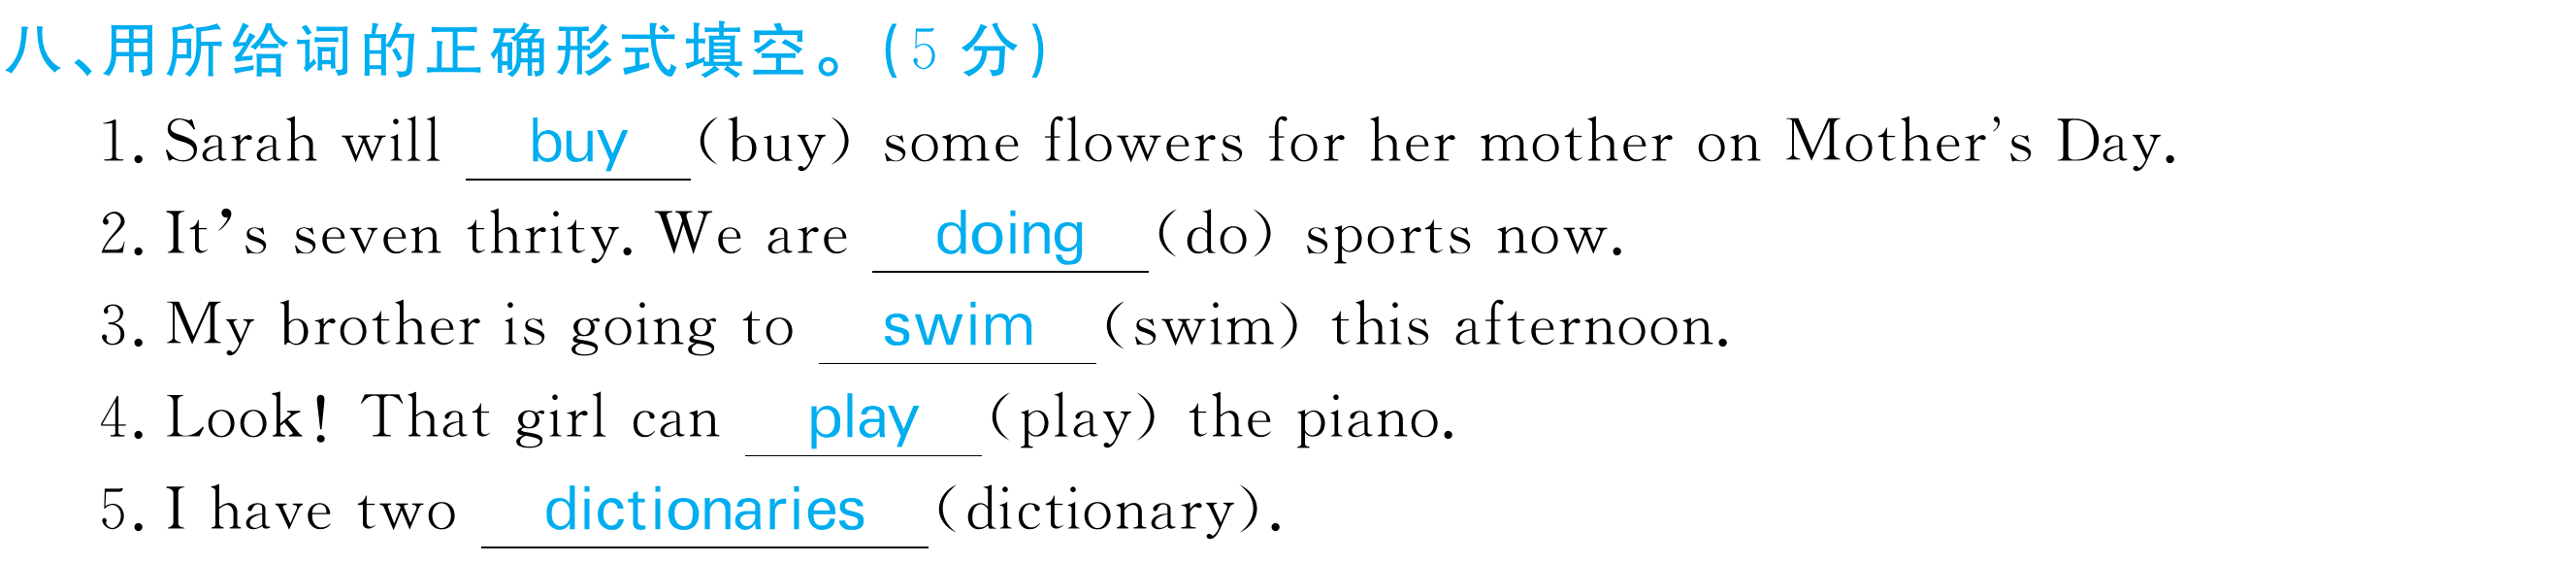 八、用所给词的正确形式填空。(5 分)
1. Sarah will buy (buy) some flowers for her mother on Mother's Day.
2. It's seven thrity. We are doing (do) sports now.
3. My brother is going to swim (swim) this afternoon.
4. Look! That girl can play (play) the piano.
5. I have two dictionaries (dictionary).